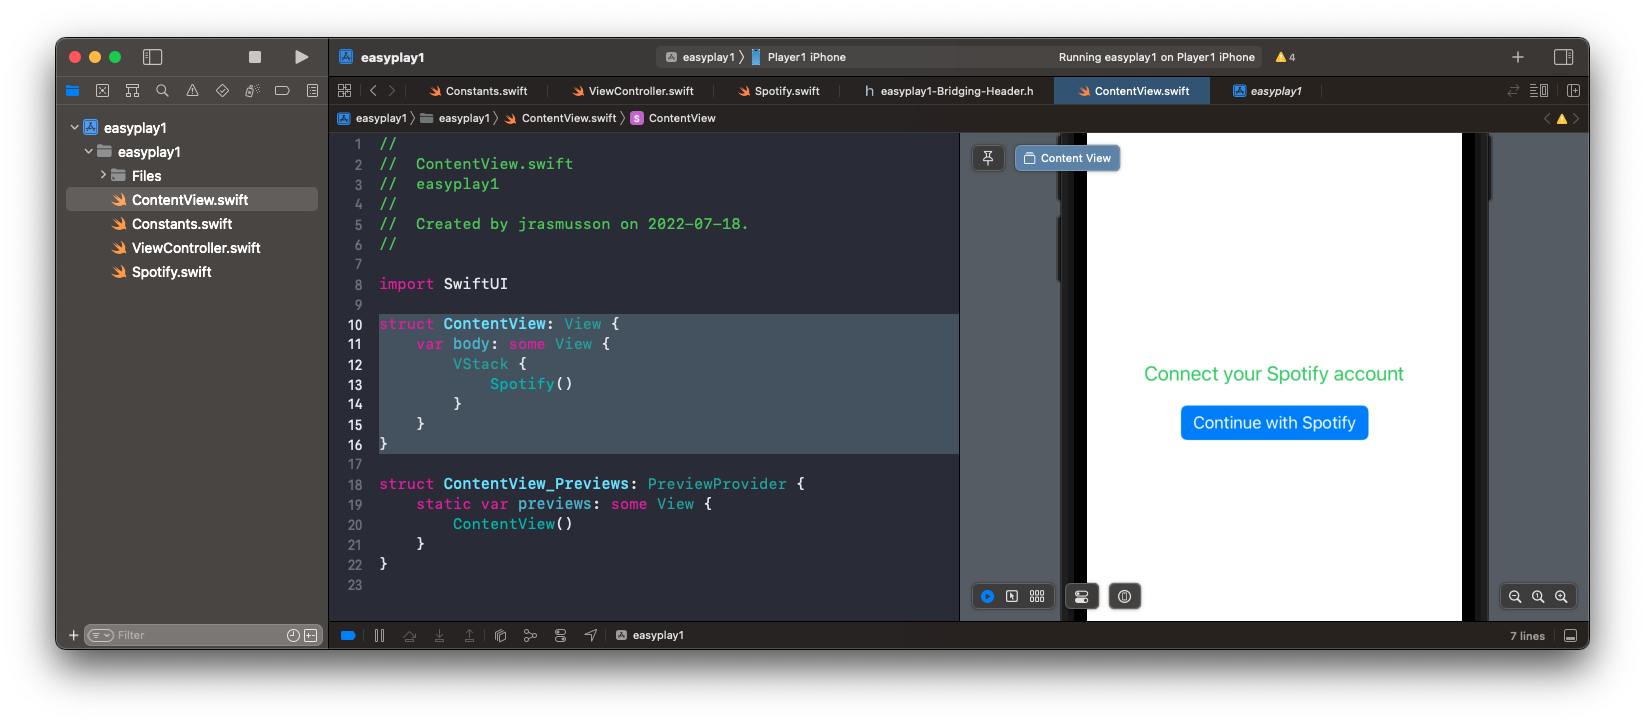 easyplay1
easyplay1 Player1 iPhone
Running easyplay1 on Player1 iPhone
4
Constants.swift
ViewController.swift
Spotify.swift
h easyplay1-Bridging-Header.h
ContentView.swift
easyplay1
easyplay1
easyplay1
Files
ContentView.swift
Constants.swift
ViewController.swift
Spotify.swift
Filter
easyplay1 easyplay1 ContentView.swift S ContentView
1 //
2 //  ContentView.swift
3 //  easyplay1
4 //
5 //  Created by jrasmusson on 2022-07-18.
6 //
7
8 import SwiftUI
9
10 struct ContentView: View {
11     var body: some View {
12         VStack {
13             Spotify()
14         }
15     }
16 }
17
18 struct ContentView_Previews: PreviewProvider {
19     static var previews: some View {
20         ContentView()
21     }
22 }
23
Content View
Connect your Spotify account
Continue with Spotify
easyplay1
7 lines